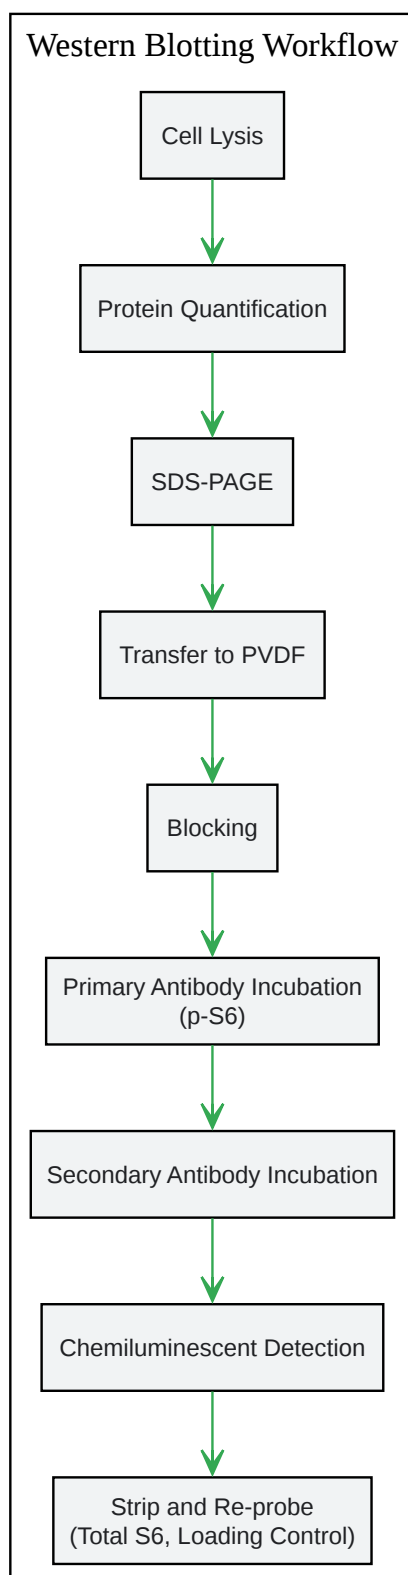 Western Blotting Workflow
Cell Lysis
Protein Quantification
SDS-PAGE
Transfer to PVDF
Blocking
Primary Antibody Incubation
(p-S6)
Secondary Antibody Incubation
Chemiluminescent Detection
Strip and Re-probe
(Total S6, Loading Control)